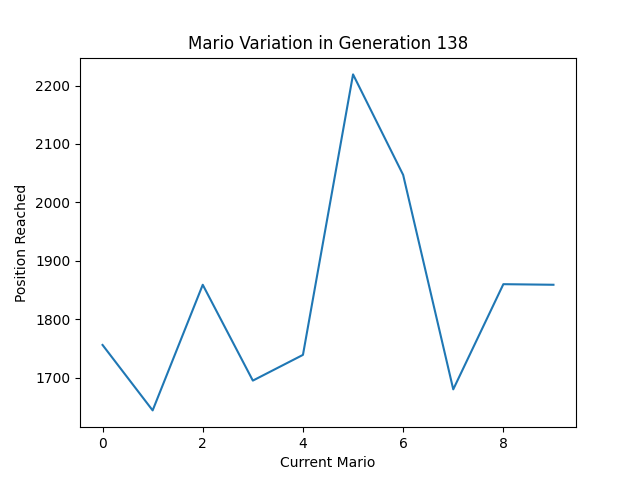 Mario Variation in Generation 138
2200
2100
2000
1900
1800
1700
Position Reached
0 2 4 6 8
Current Mario